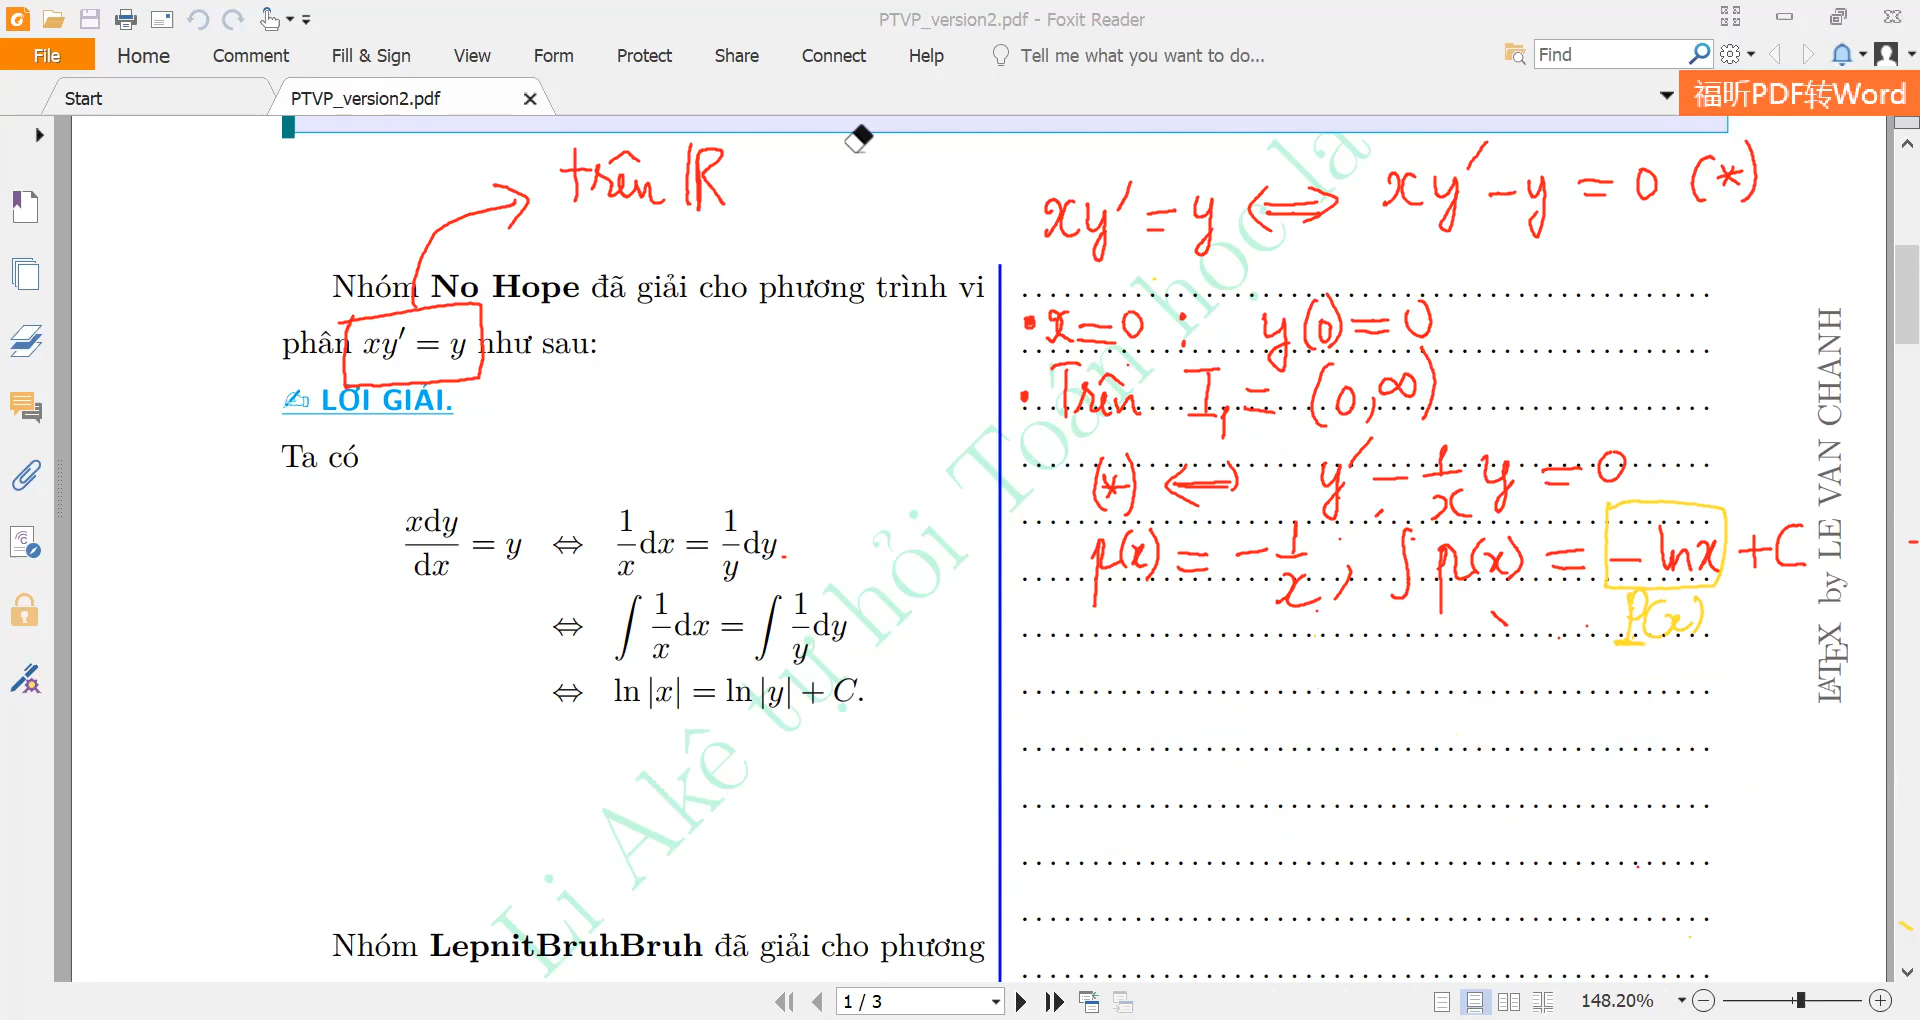 PTVP_version2.pdf - Foxit Reader
File Home Comment Fill & Sign View Form Protect Share Connect Help Tell me what you want to do... Find
Start PTVP_version2.pdf
福昕PDF转Word
trên ℝ
xy' = y ⟺ xy' - y = 0 (*)
Nhóm No Hope đã giải cho phương trình vi
phân xy′ = y như sau:
LỜI GIẢI.
Ta có
xdy/dx = y ⇔ 1/x dx = 1/y dy.
⇔ ∫ 1/x dx = ∫ 1/y dy
⇔ ln |x| = ln |y| + C.
Nhóm LepnitBruhBruh đã giải cho phương
• x = 0 : y(0) = 0
• Trên I₁ = (0, ∞)
(*) ⟺ y' - 1/x y = 0
p(x) = -1/x, ∫ p(x) = -lnx + C
P(x)
Li Akê tự hỏi Toán học là
LATEX by LE VAN CHANH
1 / 3
148.20%